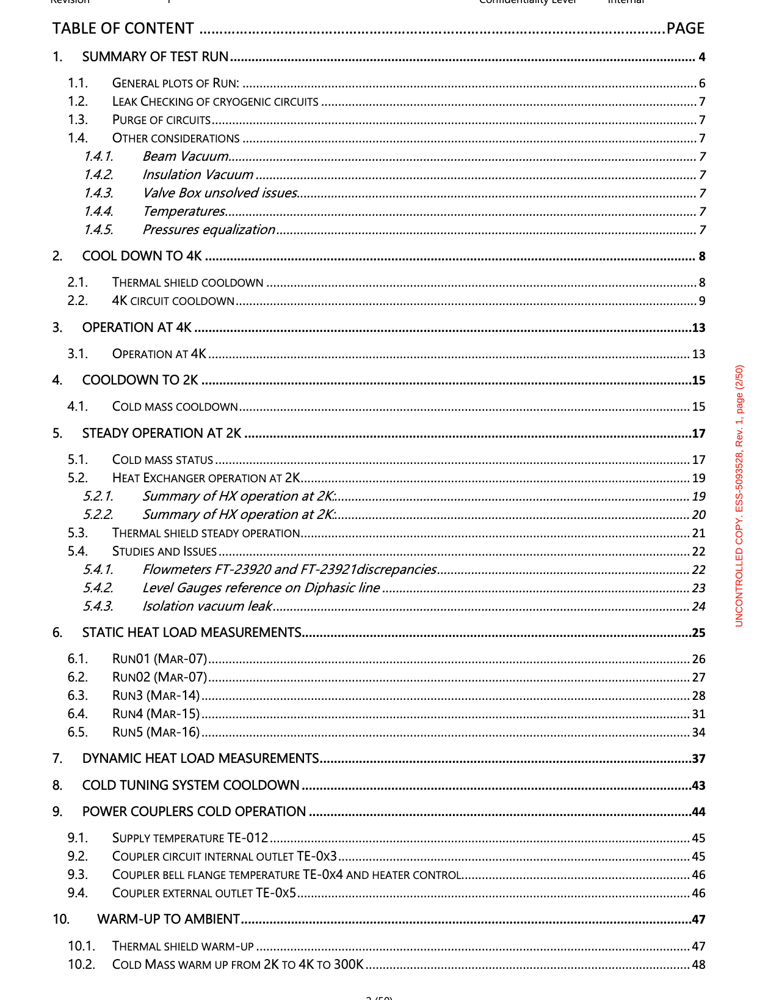 Revision 1 Confidentiality Level Internal
TABLE OF CONTENT ........ PAGE
1. SUMMARY OF TEST RUN ........ 4
1.1. GENERAL PLOTS OF RUN: ........ 6
1.2. LEAK CHECKING OF CRYOGENIC CIRCUITS ........ 7
1.3. PURGE OF CIRCUITS ........ 7
1.4. OTHER CONSIDERATIONS ........ 7
1.4.1. Beam Vacuum ........ 7
1.4.2. Insulation Vacuum ........ 7
1.4.3. Valve Box unsolved issues ........ 7
1.4.4. Temperatures ........ 7
1.4.5. Pressures equalization ........ 7
2. COOL DOWN TO 4K ........ 8
2.1. THERMAL SHIELD COOLDOWN ........ 8
2.2. 4K CIRCUIT COOLDOWN ........ 9
3. OPERATION AT 4K ........ 13
3.1. OPERATION AT 4K ........ 13
4. COOLDOWN TO 2K ........ 15
4.1. COLD MASS COOLDOWN ........ 15
5. STEADY OPERATION AT 2K ........ 17
5.1. COLD MASS STATUS ........ 17
5.2. HEAT EXCHANGER OPERATION AT 2K ........ 19
5.2.1. Summary of HX operation at 2K: ........ 19
5.2.2. Summary of HX operation at 2K: ........ 20
5.3. THERMAL SHIELD STEADY OPERATION ........ 21
5.4. STUDIES AND ISSUES ........ 22
5.4.1. Flowmeters FT-23920 and FT-23921discrepancies ........ 22
5.4.2. Level Gauges reference on Diphasic line ........ 23
5.4.3. Isolation vacuum leak ........ 24
6. STATIC HEAT LOAD MEASUREMENTS ........ 25
6.1. RUN01 (MAR-07) ........ 26
6.2. RUN02 (MAR-07) ........ 27
6.3. RUN3 (MAR-14) ........ 28
6.4. RUN4 (MAR-15) ........ 31
6.5. RUN5 (MAR-16) ........ 34
7. DYNAMIC HEAT LOAD MEASUREMENTS ........ 37
8. COLD TUNING SYSTEM COOLDOWN ........ 43
9. POWER COUPLERS COLD OPERATION ........ 44
9.1. SUPPLY TEMPERATURE TE-012 ........ 45
9.2. COUPLER CIRCUIT INTERNAL OUTLET TE-0X3 ........ 45
9.3. COUPLER BELL FLANGE TEMPERATURE TE-0X4 AND HEATER CONTROL ........ 46
9.4. COUPLER EXTERNAL OUTLET TE-0X5 ........ 46
10. WARM-UP TO AMBIENT ........ 47
10.1. THERMAL SHIELD WARM-UP ........ 47
10.2. COLD MASS WARM UP FROM 2K TO 4K TO 300K ........ 48
2 (50)
UNCONTROLLED COPY. ESS-5093528, Rev. 1, page (2/50)